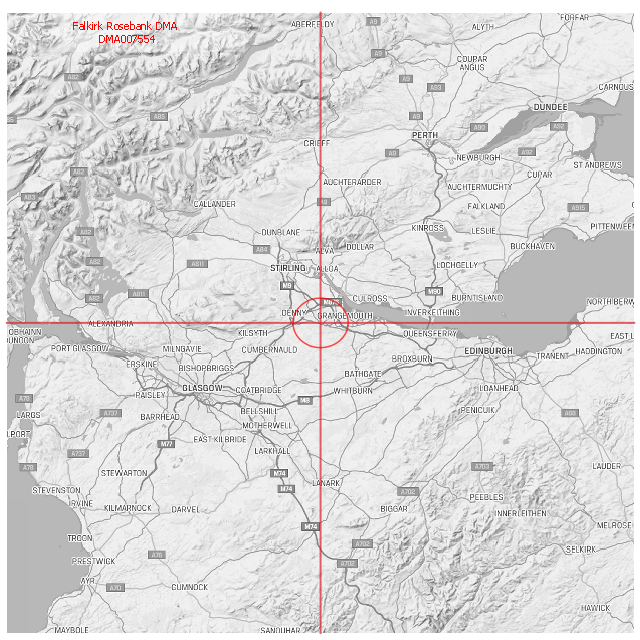 Falkirk Rosebank DMA
DMA007554
ABERFELDY
A9
FORFAR
ALYTH
A9
COUPAR
ANGUS
A82
A9
A93
CARNOUS
DUNDEE
A85
A9
A90
A92
PERTH
CRIEFF
A9
NEWBURGH
A92
ST ANDREWS
A82
CUPAR
AUCHTERARDER
AUCHTERMUCHTY
CALLANDER
A9
FALKLAND
A915
PITTENWEEM
A82
DUNBLANE
KINROSS
LESLIE
A84
ALVA
DOLLAR
BUCKHAVEN
A82
A811
STIRLING
ALLOA
LOCHGELLY
M9
A811
M90
A82
CULROSS
BURNTISLAND
NORTH BERW
DENNY
GRANGEMOUTH
INVERKEITHING
ALEXANDRIA
KILSYTH
QUEENSFERRY
EAST L
PORT GLASGOW
MILNGAVIE
CUMBERNAULD
EDINBURGH
HADDINGTON
ERSKINE
BISHOPBRIGGS
BROXBURN
TRANENT
BATHGATE
GLASGOW
COATBRIDGE
WHITBURN
LOANHEAD
PAISLEY
M8
LARGS
A737
BELLSHILL
PENICUIK
A68
BARRHEAD
MOTHERWELL
LPORT
M77
EAST KILBRIDE
A737
LARKHALL
A78
STEWARTON
M74
A703
LAUDER
STEVENSTON
M74
LANARK
A702
PEEBLES
IRVINE
KILMARNOCK
DARVEL
BIGGAR
INNERLEITHEN
M74
MELROSE
TROON
A702
SELKIRK
A76
PRESTWICK
A702
AYR
A70
CUMNOCK
HAWICK
MAYBOLE
SANQUHAR